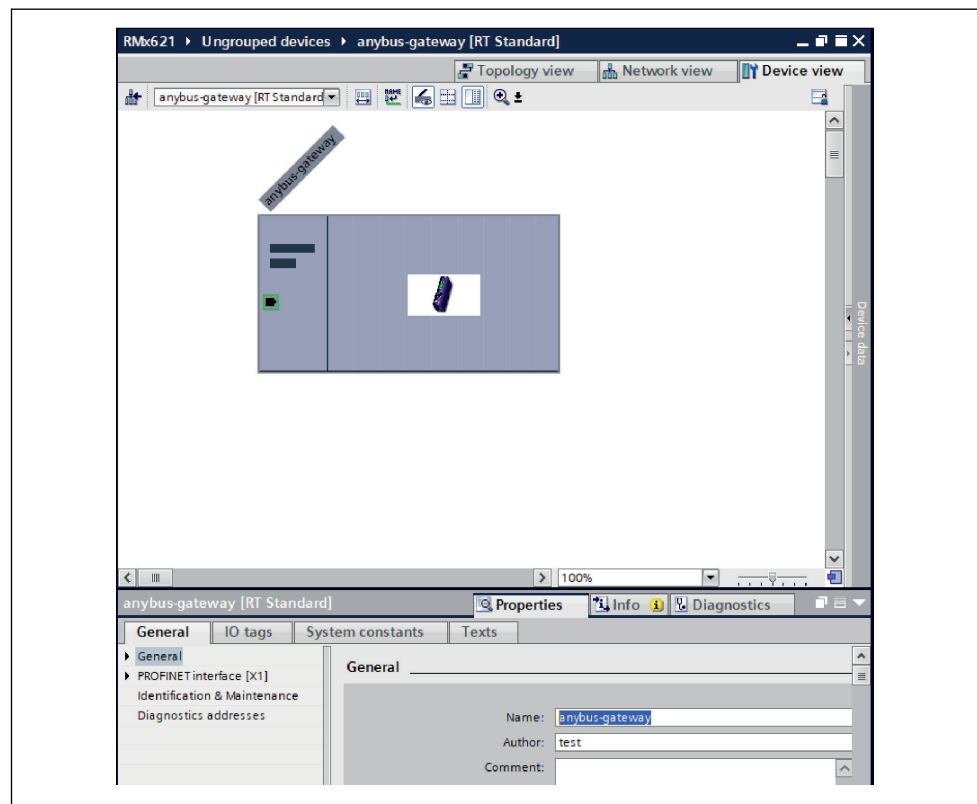 RMx621 ▸ Ungrouped devices ▸ anybus-gateway [RT Standard]
Topology view Network view Device view
anybus-gateway [RT Standard]
NAME
anybus-gateway
Device data
100%
anybus-gateway [RT Standard] Properties Info Diagnostics
General IO tags System constants Texts
General
PROFINET interface [X1]
Identification & Maintenance
Diagnostics addresses
General
Name: anybus-gateway
Author: test
Comment: